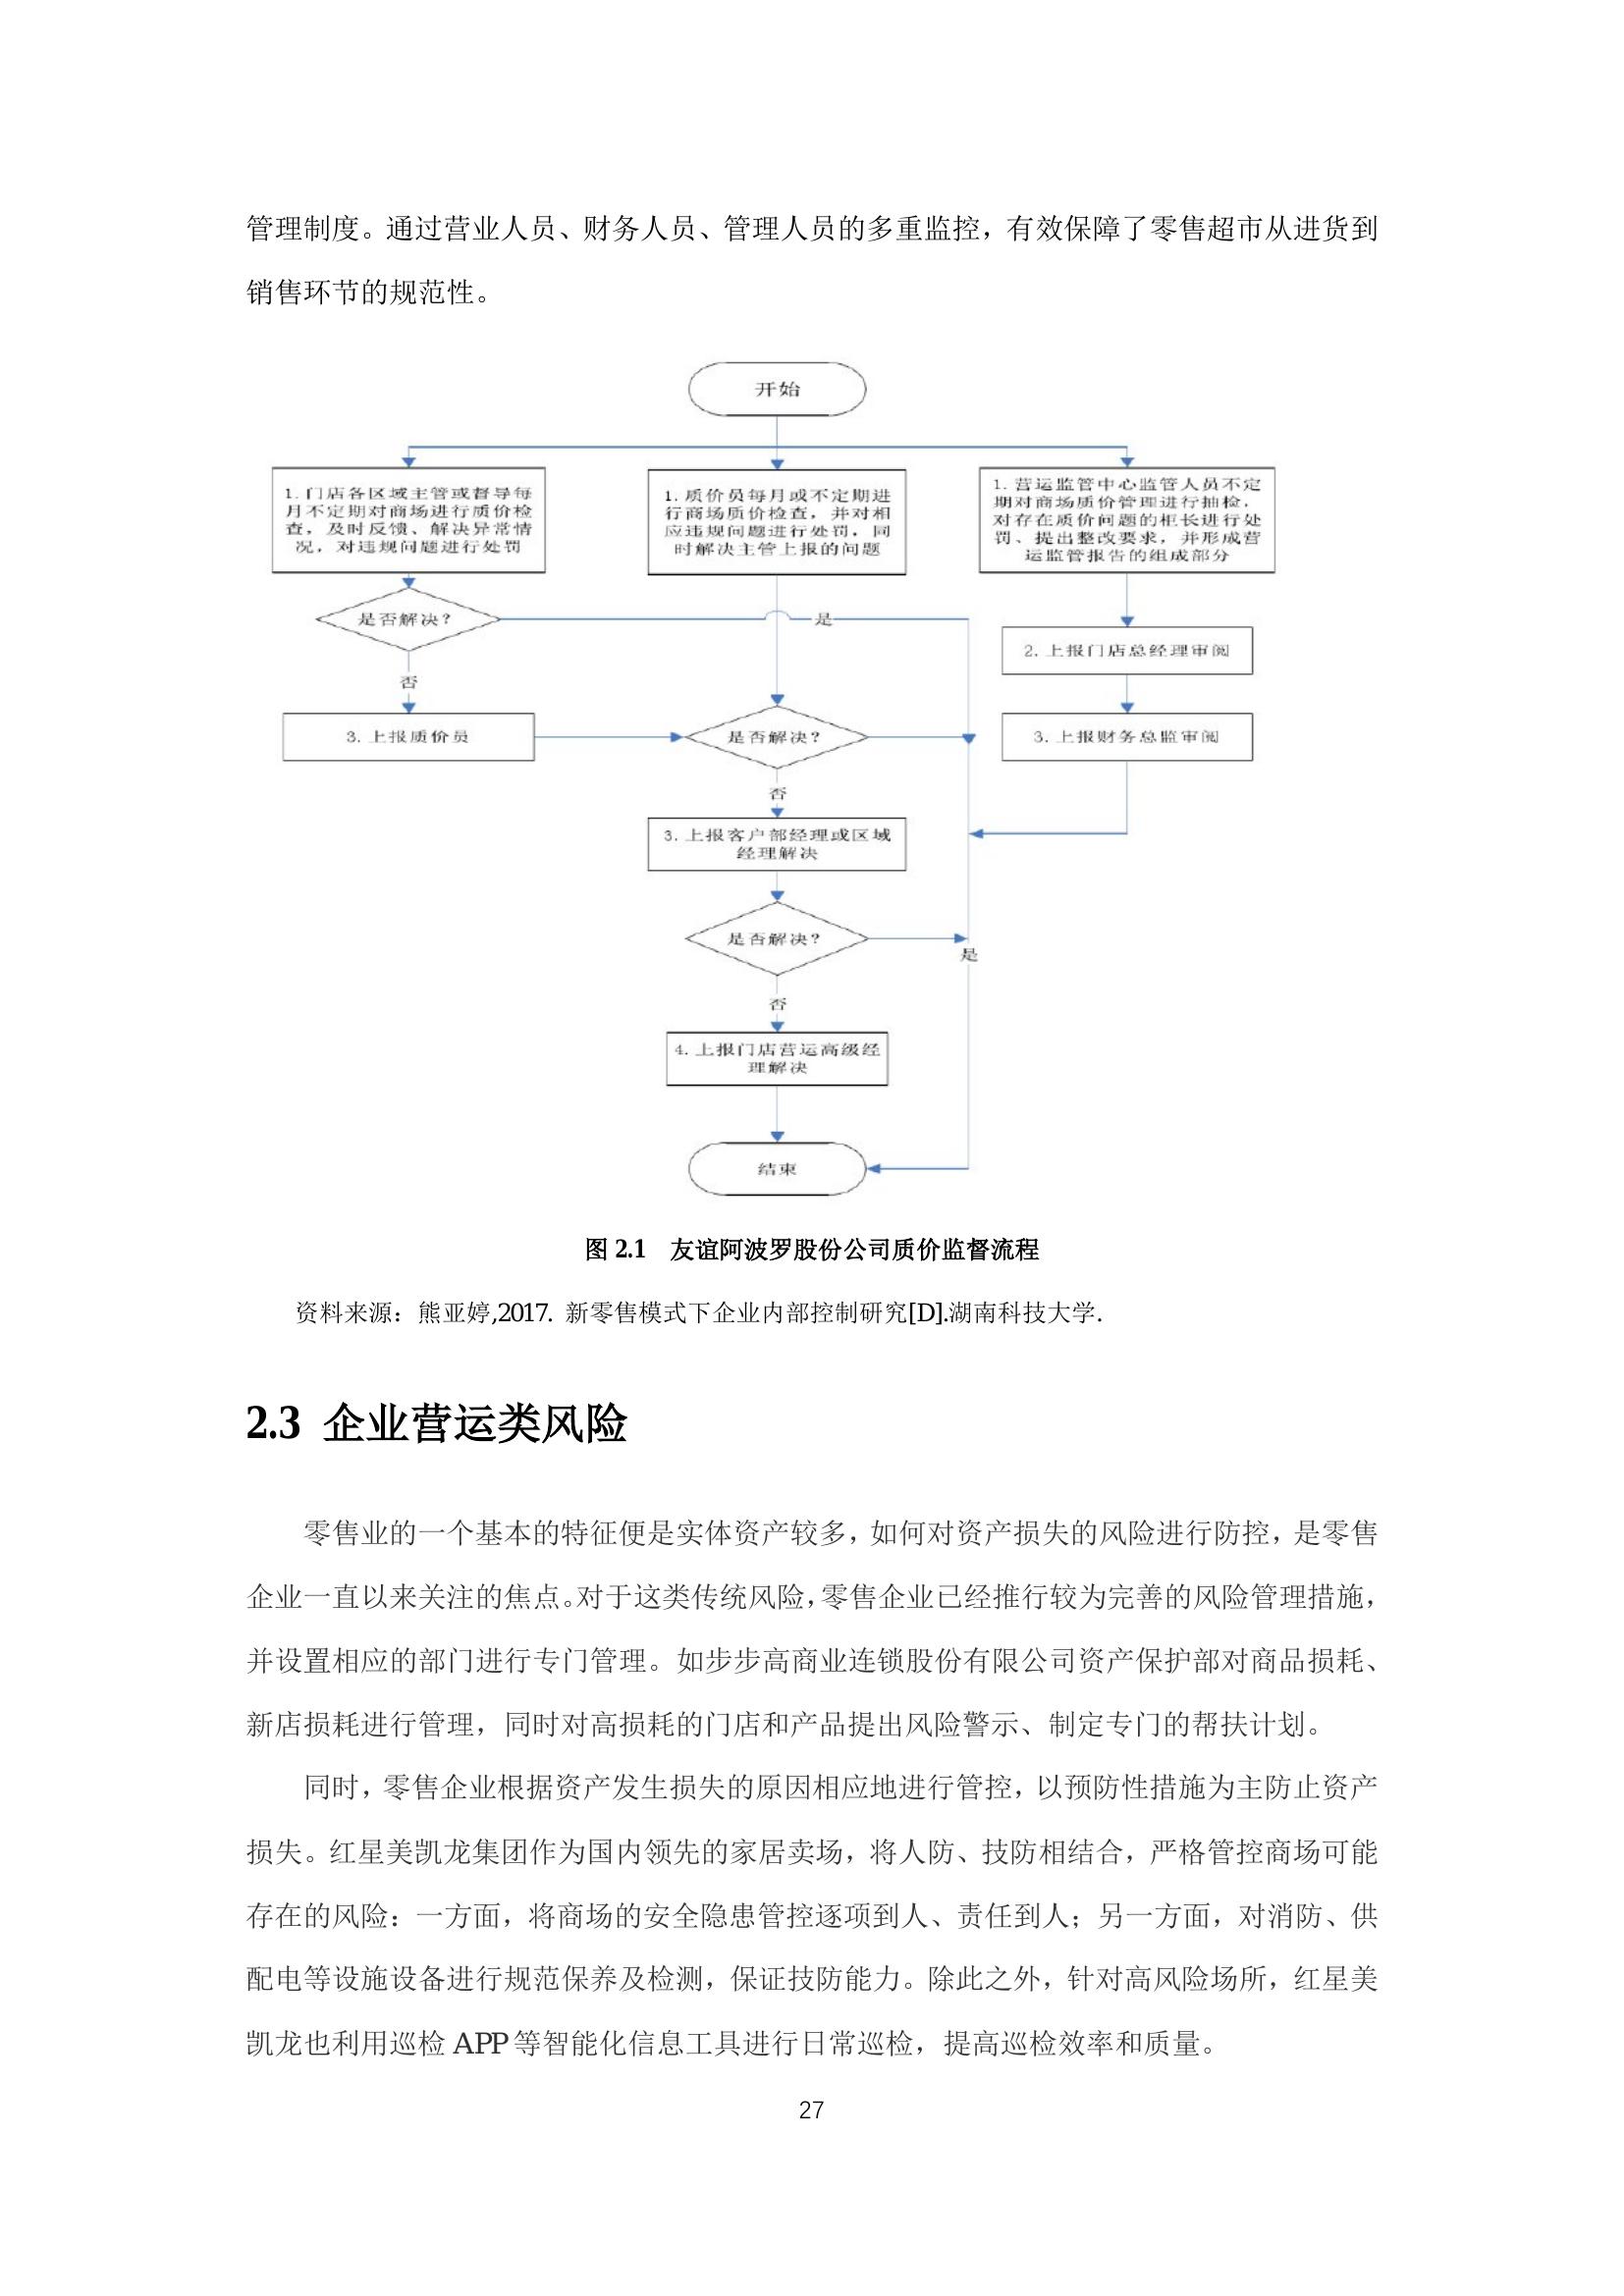 管理制度。通过营业人员、财务人员、管理人员的多重监控，有效保障了零售超市从进货到
销售环节的规范性。
开始
1. 门店各区域主管或督导每
月不定期对商场进行质价检
查，及时反馈、解决异常情
况，对违规问题进行处罚
1. 质价员每月或不定期进
行商场质价检查，并对相
应违规问题进行处罚，同
时解决主管上报的问题
1. 营运监管中心监管人员不定
期对商场质价管理进行抽检，
对存在质价问题的柜长进行处
罚、提出整改要求，并形成营
运监管报告的组成部分
是否解决？
是
2. 上报门店总经理审阅
否
3. 上报质价员
是否解决？
3. 上报财务总监审阅
否
3. 上报客户部经理或区域
经理解决
是否解决？
是
否
4. 上报门店营运高级经
理解决
结束
图 2.1 友谊阿波罗股份公司质价监督流程
资料来源：熊亚婷,2017. 新零售模式下企业内部控制研究[D].湖南科技大学.
2.3 企业营运类风险
零售业的一个基本的特征便是实体资产较多，如何对资产损失的风险进行防控，是零售
企业一直以来关注的焦点。对于这类传统风险，零售企业已经推行较为完善的风险管理措施，
并设置相应的部门进行专门管理。如步步高商业连锁股份有限公司资产保护部对商品损耗、
新店损耗进行管理，同时对高损耗的门店和产品提出风险警示、制定专门的帮扶计划。
同时，零售企业根据资产发生损失的原因相应地进行管控，以预防性措施为主防止资产
损失。红星美凯龙集团作为国内领先的家居卖场，将人防、技防相结合，严格管控商场可能
存在的风险：一方面，将商场的安全隐患管控逐项到人、责任到人；另一方面，对消防、供
配电等设施设备进行规范保养及检测，保证技防能力。除此之外，针对高风险场所，红星美
凯龙也利用巡检 APP 等智能化信息工具进行日常巡检，提高巡检效率和质量。
27